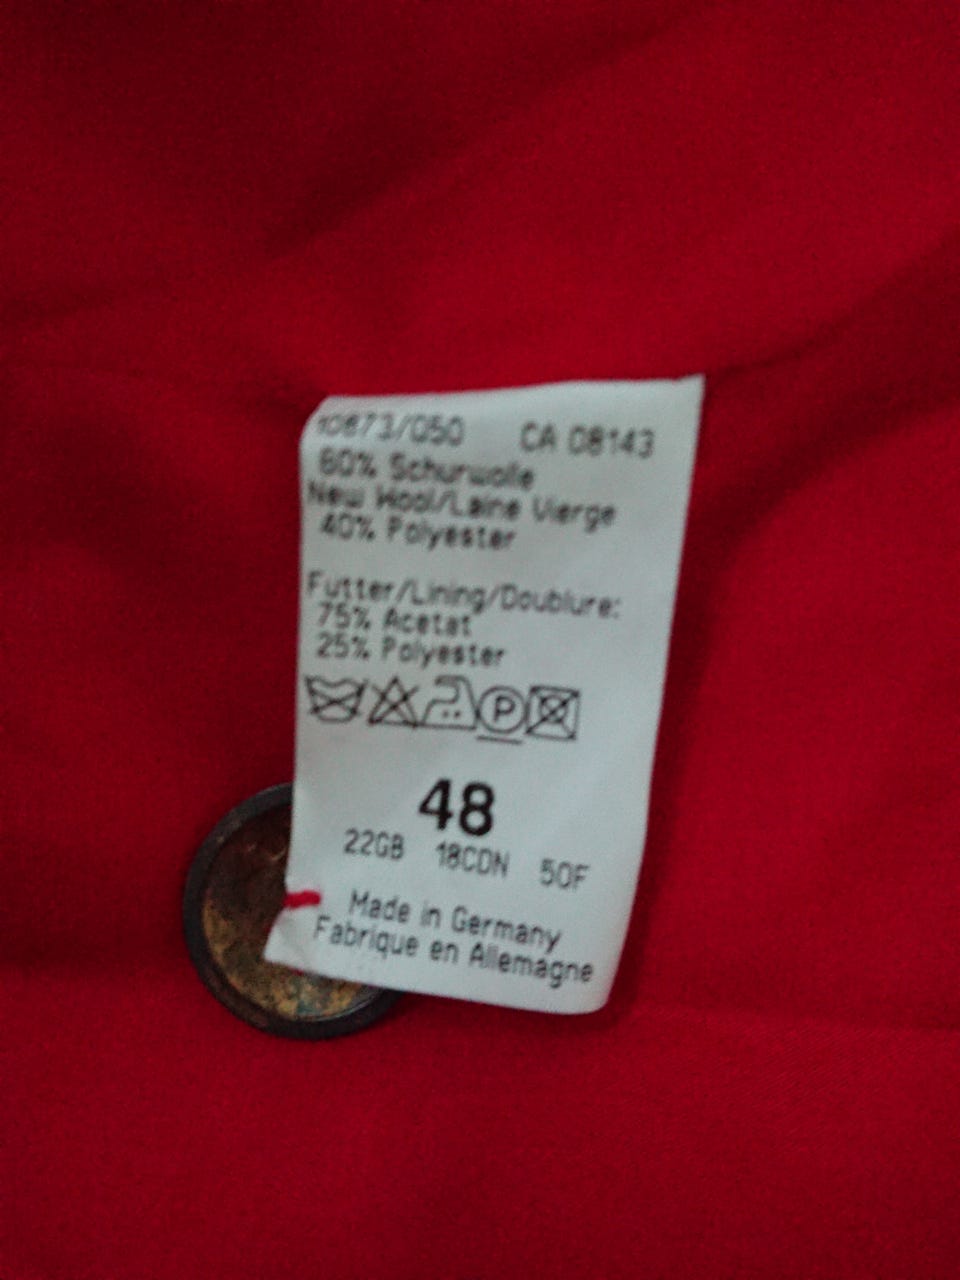 10873/050 CA 08143
60% Schurwolle
New Wool/Laine Vierge
40% Polyester
Futter/Lining/Doublure:
75% Acetat
25% Polyester
P
48
22GB 18CDN 50F
Made in Germany
Fabrique en Allemagne